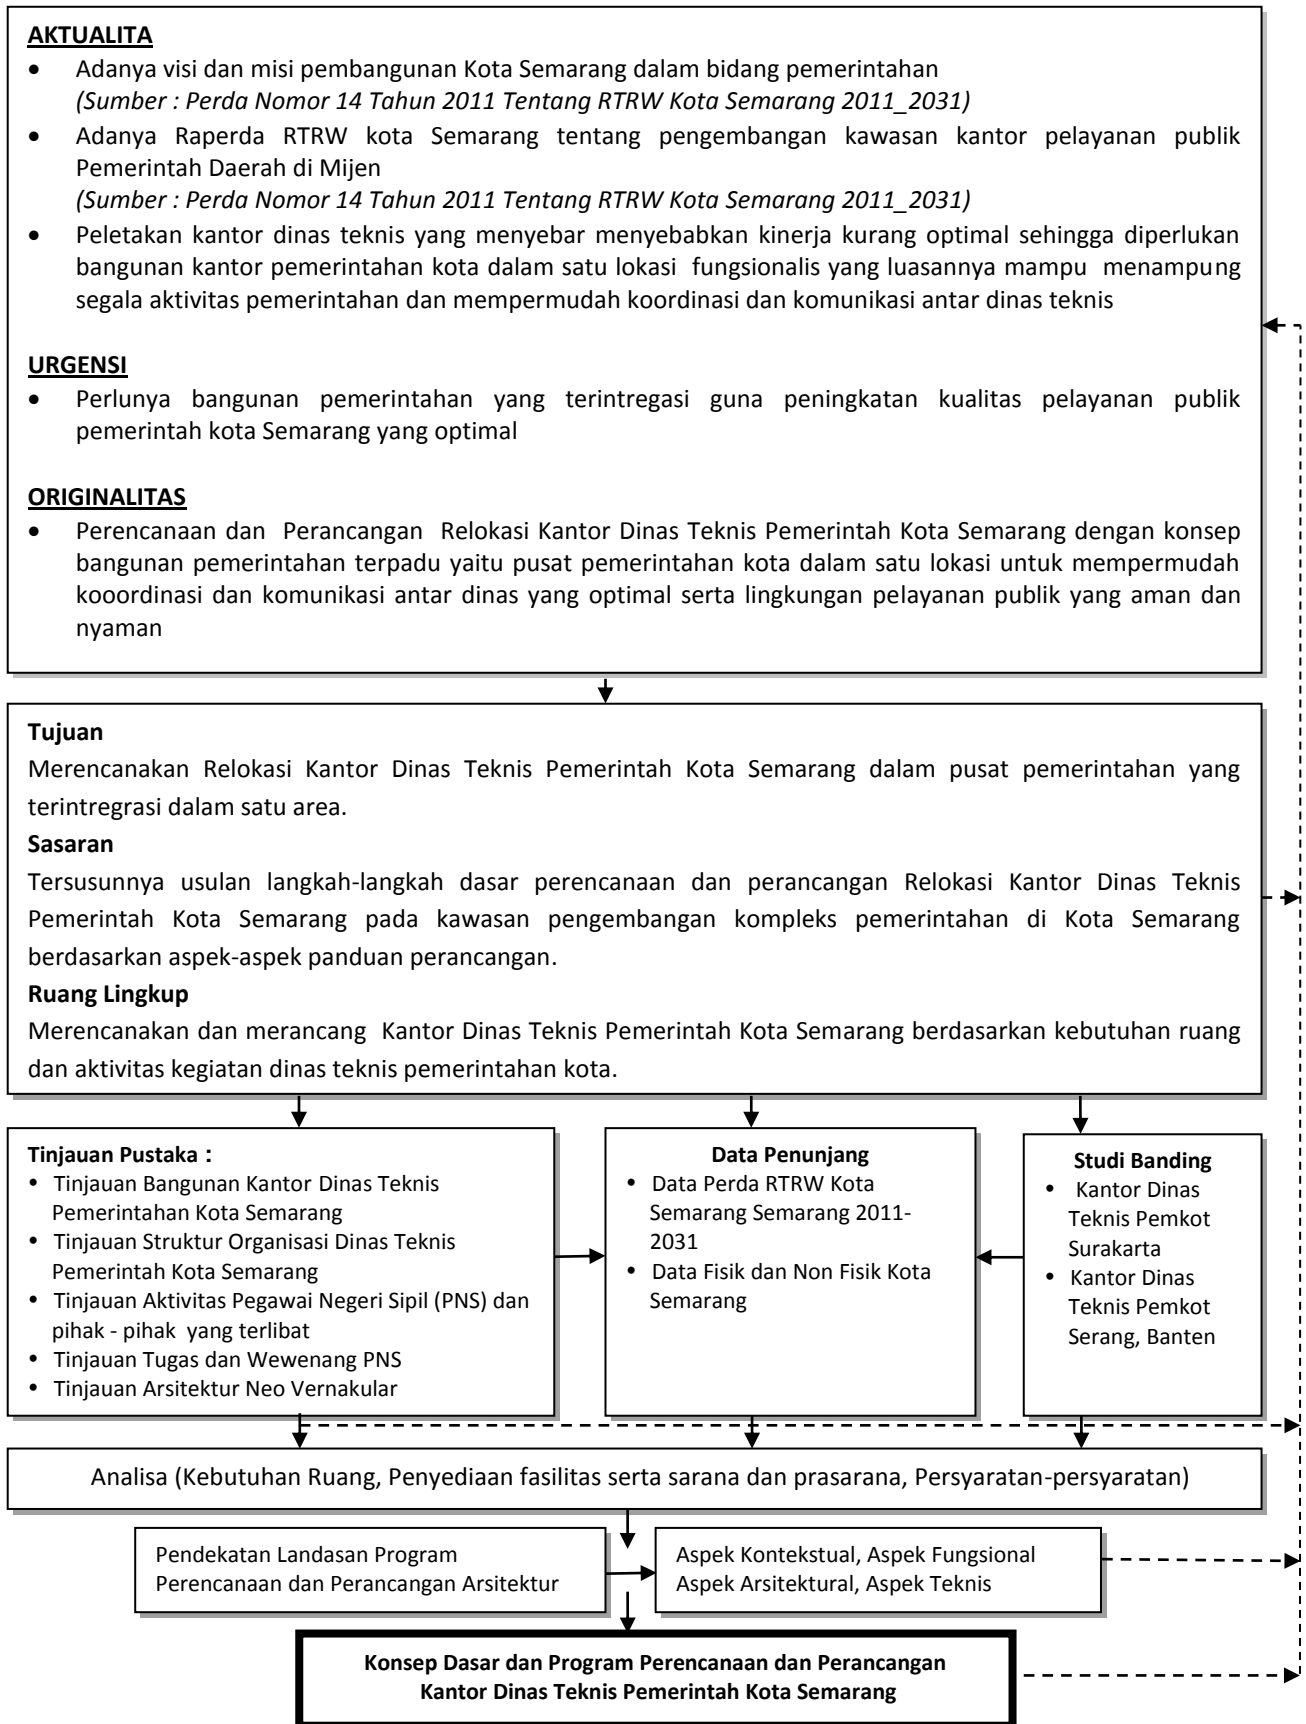 AKTUALITA
• Adanya visi dan misi pembangunan Kota Semarang dalam bidang pemerintahan
(Sumber : Perda Nomor 14 Tahun 2011 Tentang RTRW Kota Semarang 2011_2031)
• Adanya Raperda RTRW kota Semarang tentang pengembangan kawasan kantor pelayanan publik
Pemerintah Daerah di Mijen
(Sumber : Perda Nomor 14 Tahun 2011 Tentang RTRW Kota Semarang 2011_2031)
• Peletakan kantor dinas teknis yang menyebar menyebabkan kinerja kurang optimal sehingga diperlukan
bangunan kantor pemerintahan kota dalam satu lokasi fungsionalis yang luasannya mampu menampung
segala aktivitas pemerintahan dan mempermudah koordinasi dan komunikasi antar dinas teknis
URGENSI
• Perlunya bangunan pemerintahan yang terintregasi guna peningkatan kualitas pelayanan publik
pemerintah kota Semarang yang optimal
ORIGINALITAS
• Perencanaan dan Perancangan Relokasi Kantor Dinas Teknis Pemerintah Kota Semarang dengan konsep
bangunan pemerintahan terpadu yaitu pusat pemerintahan kota dalam satu lokasi untuk mempermudah
kooordinasi dan komunikasi antar dinas yang optimal serta lingkungan pelayanan publik yang aman dan
nyaman
Tujuan
Merencanakan Relokasi Kantor Dinas Teknis Pemerintah Kota Semarang dalam pusat pemerintahan yang
terintregrasi dalam satu area.
Sasaran
Tersusunnya usulan langkah-langkah dasar perencanaan dan perancangan Relokasi Kantor Dinas Teknis
Pemerintah Kota Semarang pada kawasan pengembangan kompleks pemerintahan di Kota Semarang
berdasarkan aspek-aspek panduan perancangan.
Ruang Lingkup
Merencanakan dan merancang Kantor Dinas Teknis Pemerintah Kota Semarang berdasarkan kebutuhan ruang
dan aktivitas kegiatan dinas teknis pemerintahan kota.
Tinjauan Pustaka :
• Tinjauan Bangunan Kantor Dinas Teknis
Pemerintahan Kota Semarang
• Tinjauan Struktur Organisasi Dinas Teknis
Pemerintah Kota Semarang
• Tinjauan Aktivitas Pegawai Negeri Sipil (PNS) dan
pihak - pihak yang terlibat
• Tinjauan Tugas dan Wewenang PNS
• Tinjauan Arsitektur Neo Vernakular
Data Penunjang
• Data Perda RTRW Kota
Semarang Semarang 2011-
2031
• Data Fisik dan Non Fisik Kota
Semarang
Studi Banding
• Kantor Dinas
Teknis Pemkot
Surakarta
• Kantor Dinas
Teknis Pemkot
Serang, Banten
Analisa (Kebutuhan Ruang, Penyediaan fasilitas serta sarana dan prasarana, Persyaratan-persyaratan)
Pendekatan Landasan Program
Perencanaan dan Perancangan Arsitektur
Aspek Kontekstual, Aspek Fungsional
Aspek Arsitektural, Aspek Teknis
Konsep Dasar dan Program Perencanaan dan Perancangan
Kantor Dinas Teknis Pemerintah Kota Semarang